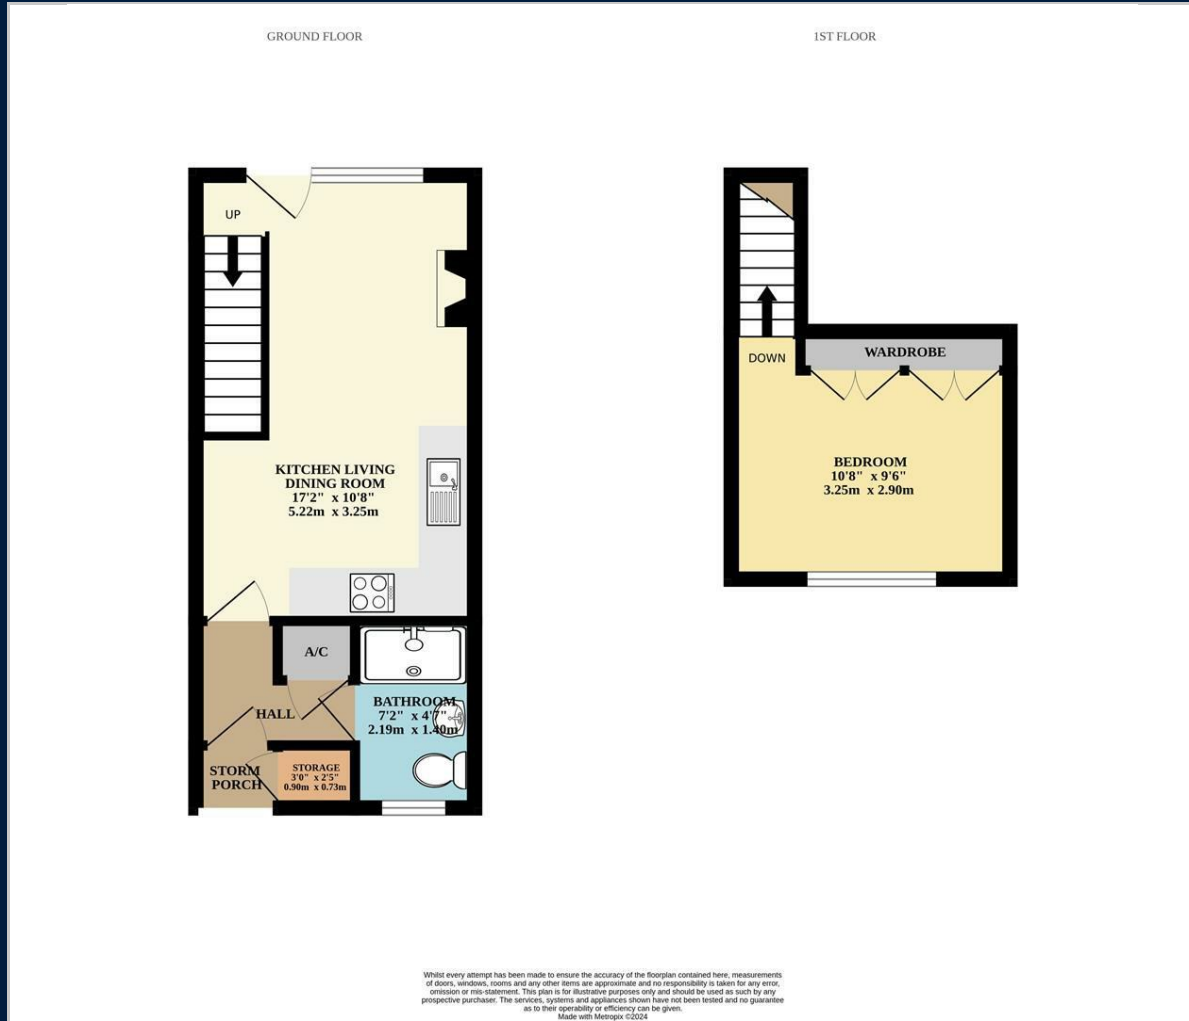 GROUND FLOOR
1ST FLOOR
UP
KITCHEN LIVING
DINING ROOM
17'2" x 10'8"
5.22m x 3.25m
A/C
HALL
BATHROOM
7'2" x 4'7"
2.19m x 1.40m
STORM
PORCH
STORAGE
3'0" x 2'5"
0.90m x 0.73m
DOWN
WARDROBE
BEDROOM
10'8" x 9'6"
3.25m x 2.90m
Whilst every attempt has been made to ensure the accuracy of the floorplan contained here, measurements
of doors, windows, rooms and any other items are approximate and no responsibility is taken for any error,
omission or mis-statement. This plan is for illustrative purposes only and should be used as such by any
prospective purchaser. The services, systems and appliances shown have not been tested and no guarantee
as to their operability or efficiency can be given.
Made with Metropix ©2024